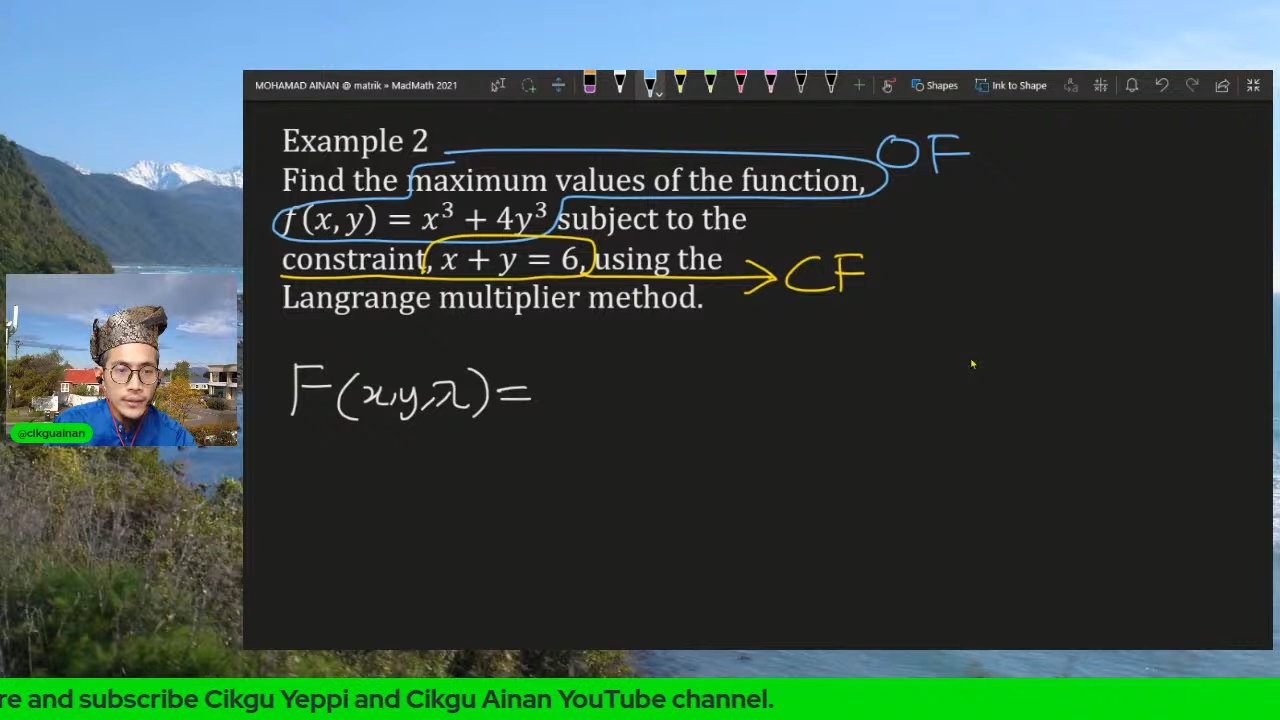 MOHAMAD AINAN @ matrik » MadMath 2021
Shapes
Ink to Shape
Example 2
OF
Find the maximum values of the function,
f(x, y) = x³ + 4y³ subject to the
constraint, x + y = 6, using the
CF
Langrange multiplier method.
F(x,y,λ)=
@cikguainan
re and subscribe Cikgu Yeppi and Cikgu Ainan YouTube channel.